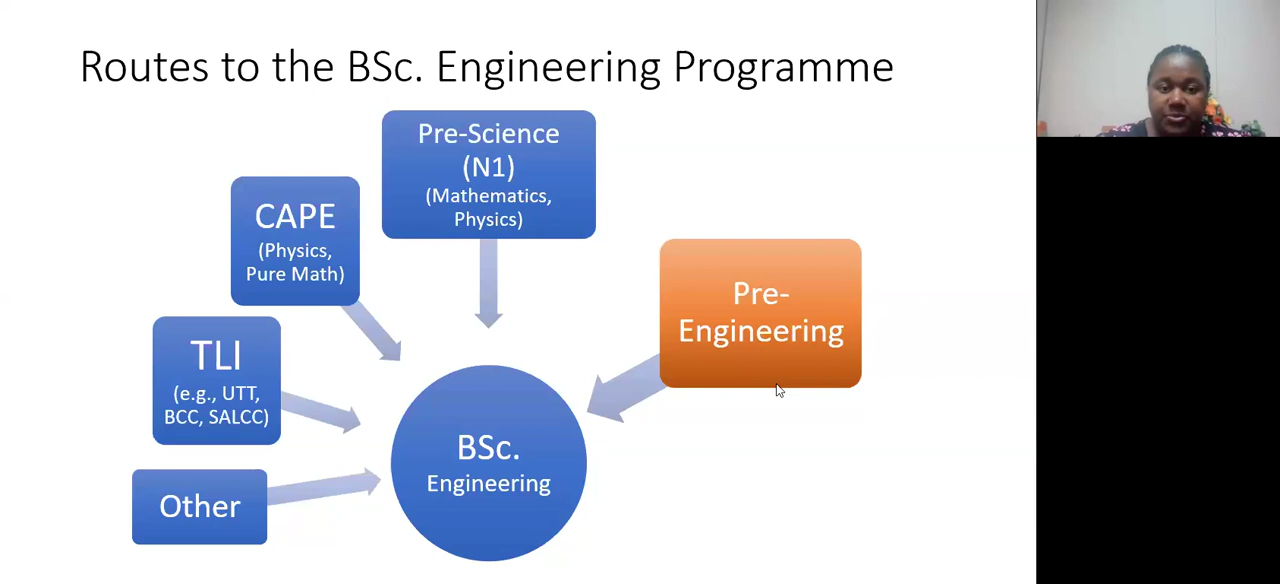 Routes to the BSc. Engineering Programme
Pre-Science
(N1)
(Mathematics,
Physics)
CAPE
(Physics,
Pure Math)
TLI
(e.g., UTT,
BCC, SALCC)
Other
Pre-
Engineering
BSc.
Engineering